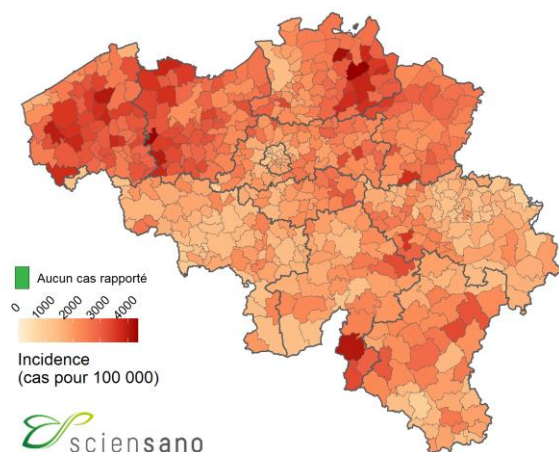 Aucun cas rapporté
0 1000 2000 3000 4000
Incidence
(cas pour 100 000)
sciensano